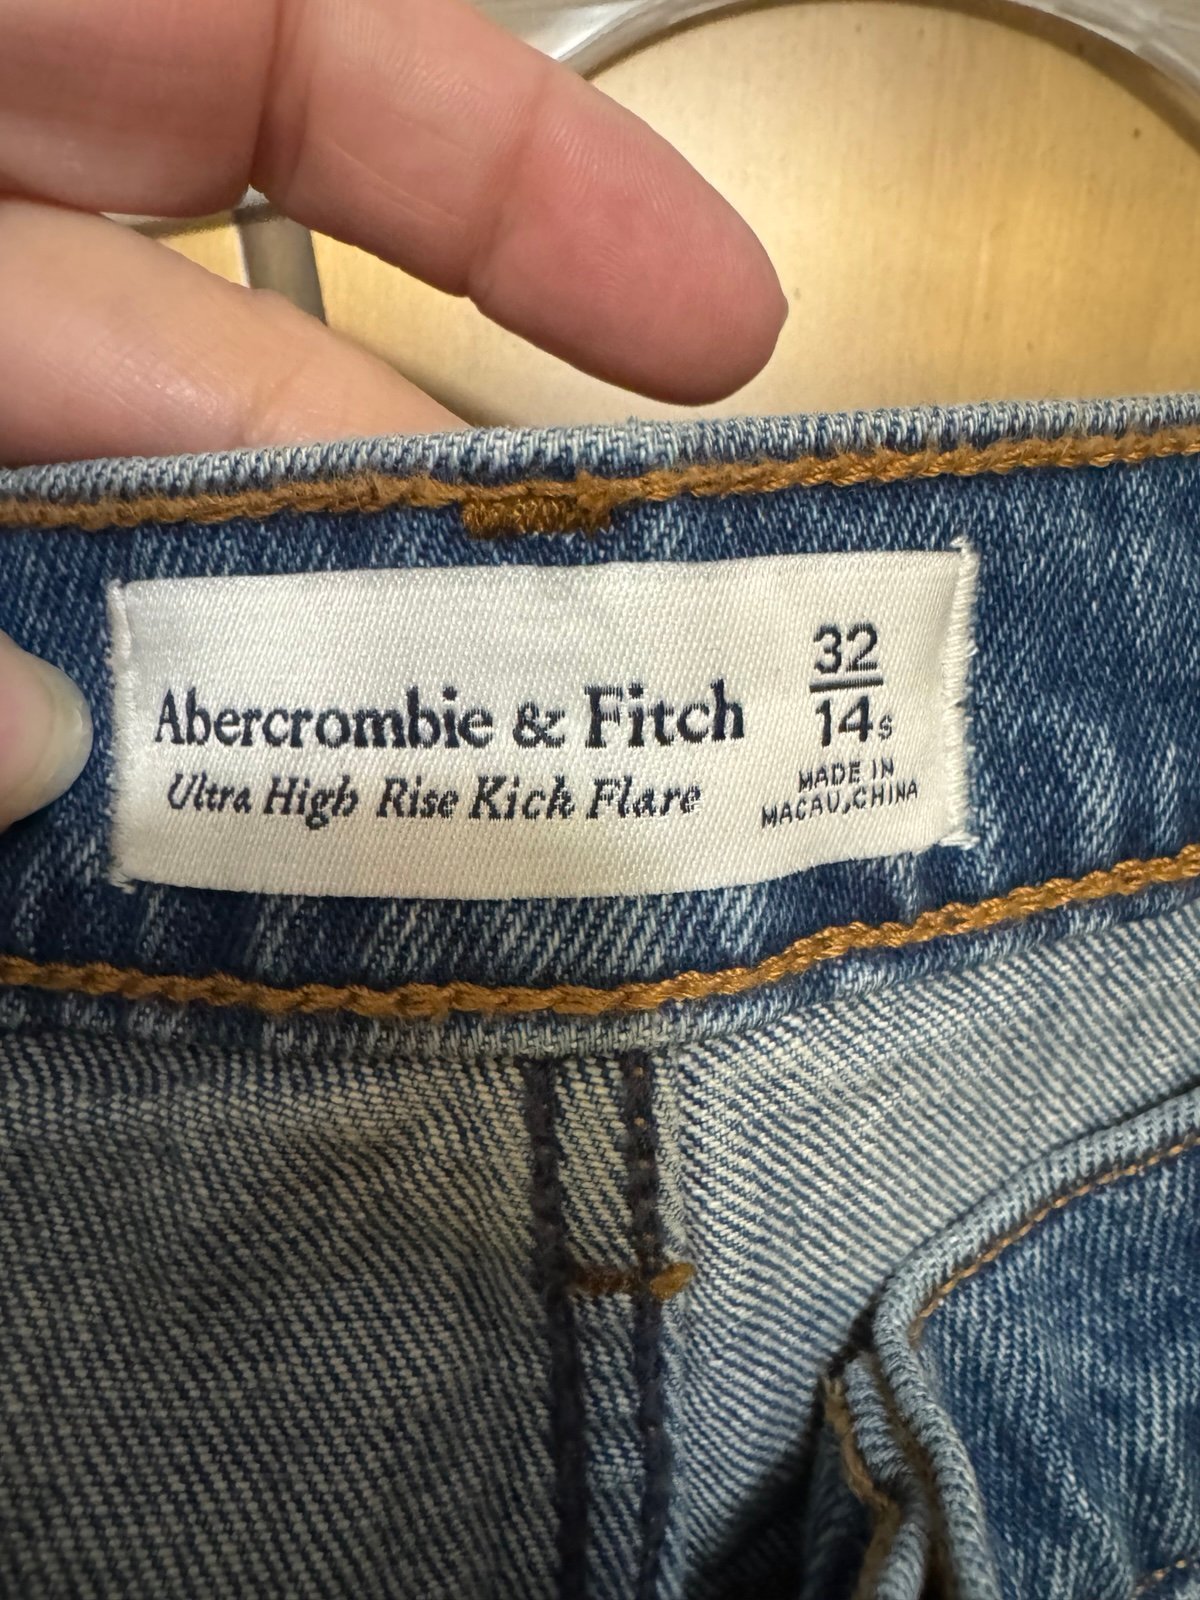 Abercrombie & Fitch
Ultra High Rise Kick Flare
32
14s
MADE IN
MACAU,CHINA